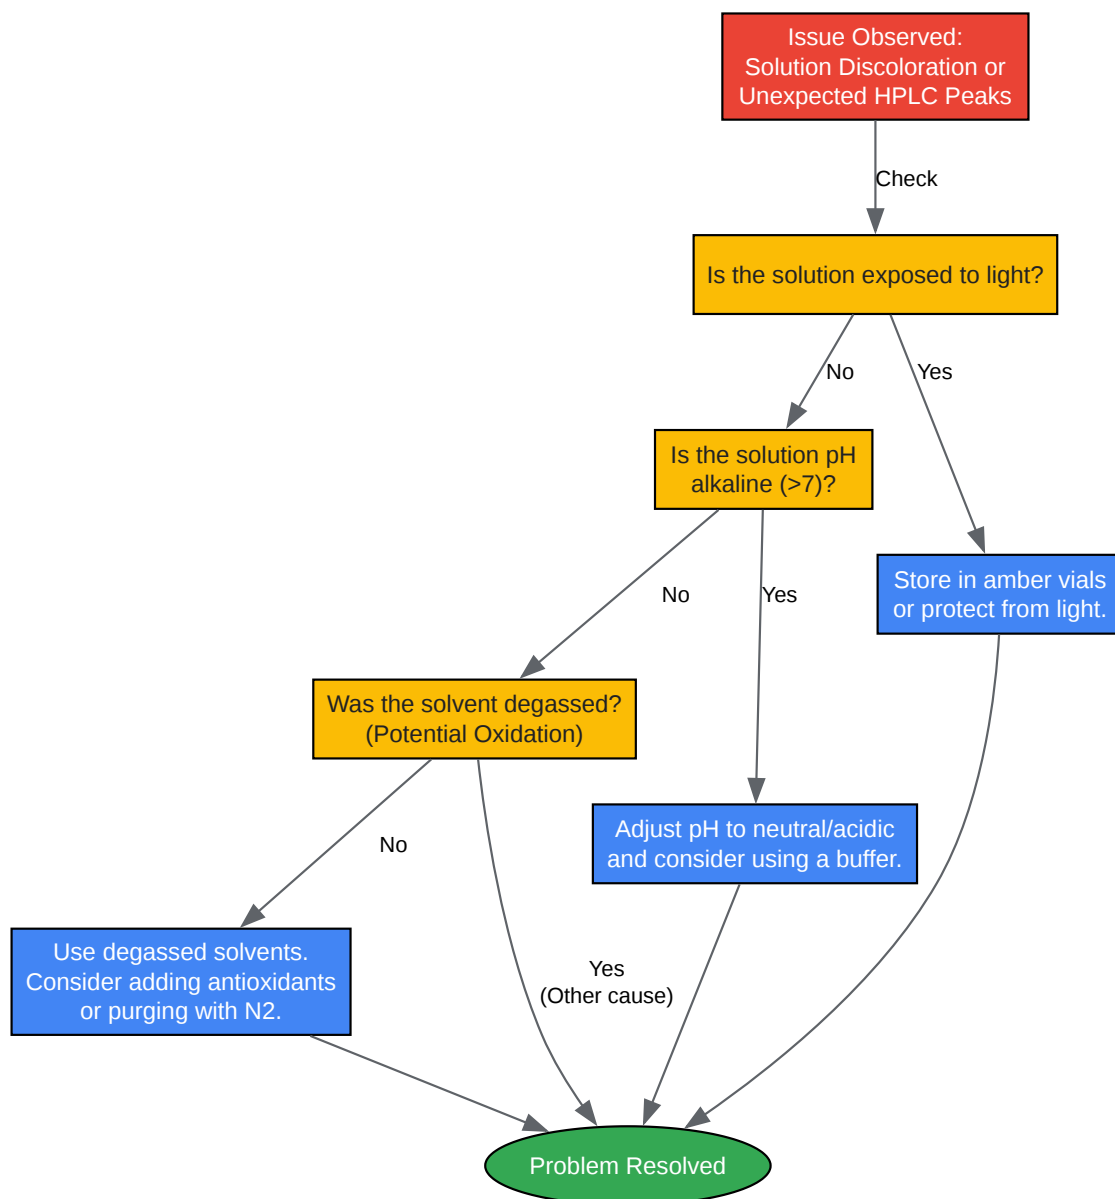 Issue Observed:
Solution Discoloration or
Unexpected HPLC Peaks
Check
Is the solution exposed to light?
No
Yes
Is the solution pH
alkaline (>7)?
Store in amber vials
or protect from light.
No
Yes
Was the solvent degassed?
(Potential Oxidation)
Adjust pH to neutral/acidic
and consider using a buffer.
No
Use degassed solvents.
Consider adding antioxidants
or purging with N2.
Yes
(Other cause)
Problem Resolved